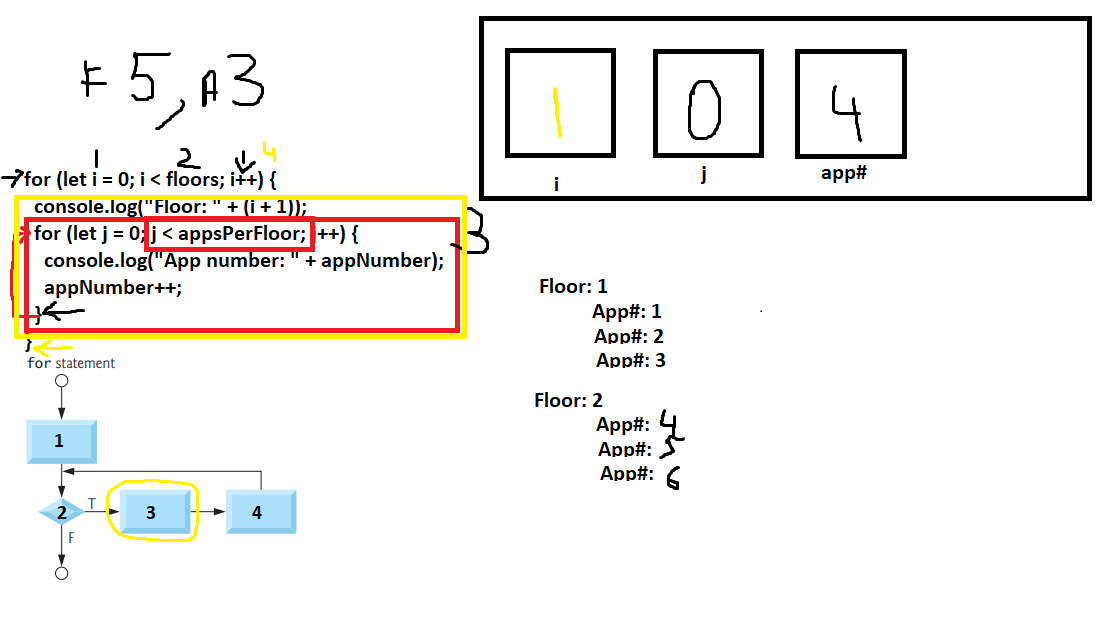 F 5, A 3
1 2 4
for (let i = 0; i < floors; i++) {
console.log("Floor: " + (i + 1));
for (let j = 0; j < appsPerFloor; ++) {
3
console.log("App number: " + appNumber);
appNumber++;
}
}
for statement
1
2 T 3 4
F
1 0 4
i j app#
Floor: 1
App#: 1
App#: 2
App#: 3
Floor: 2
App#: 4
App#: 5
App#: 6